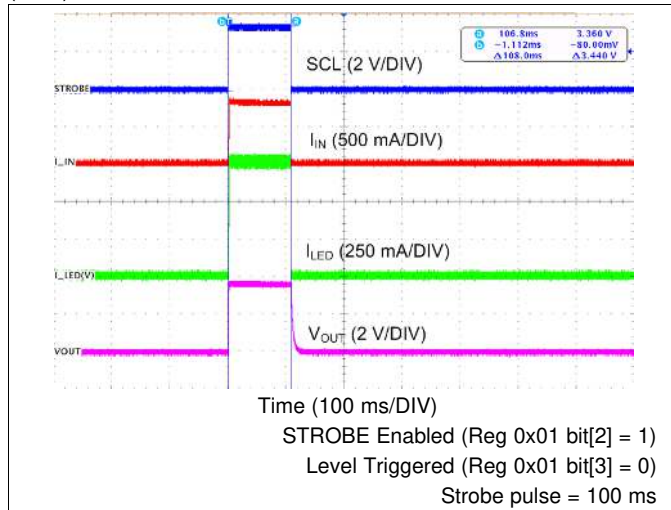 b
a
a 106.8ms 3.360 V
b −1.112ms −80.00mV
Δ108.0ms Δ3.440 V
SCL (2 V/DIV)
STROBE
I_IN (500 mA/DIV)
I_IN
I_LED (250 mA/DIV)
I_LED(V)
V_OUT (2 V/DIV)
VOUT
Time (100 ms/DIV)
STROBE Enabled (Reg 0x01 bit[2] = 1)
Level Triggered (Reg 0x01 bit[3] = 0)
Strobe pulse = 100 ms